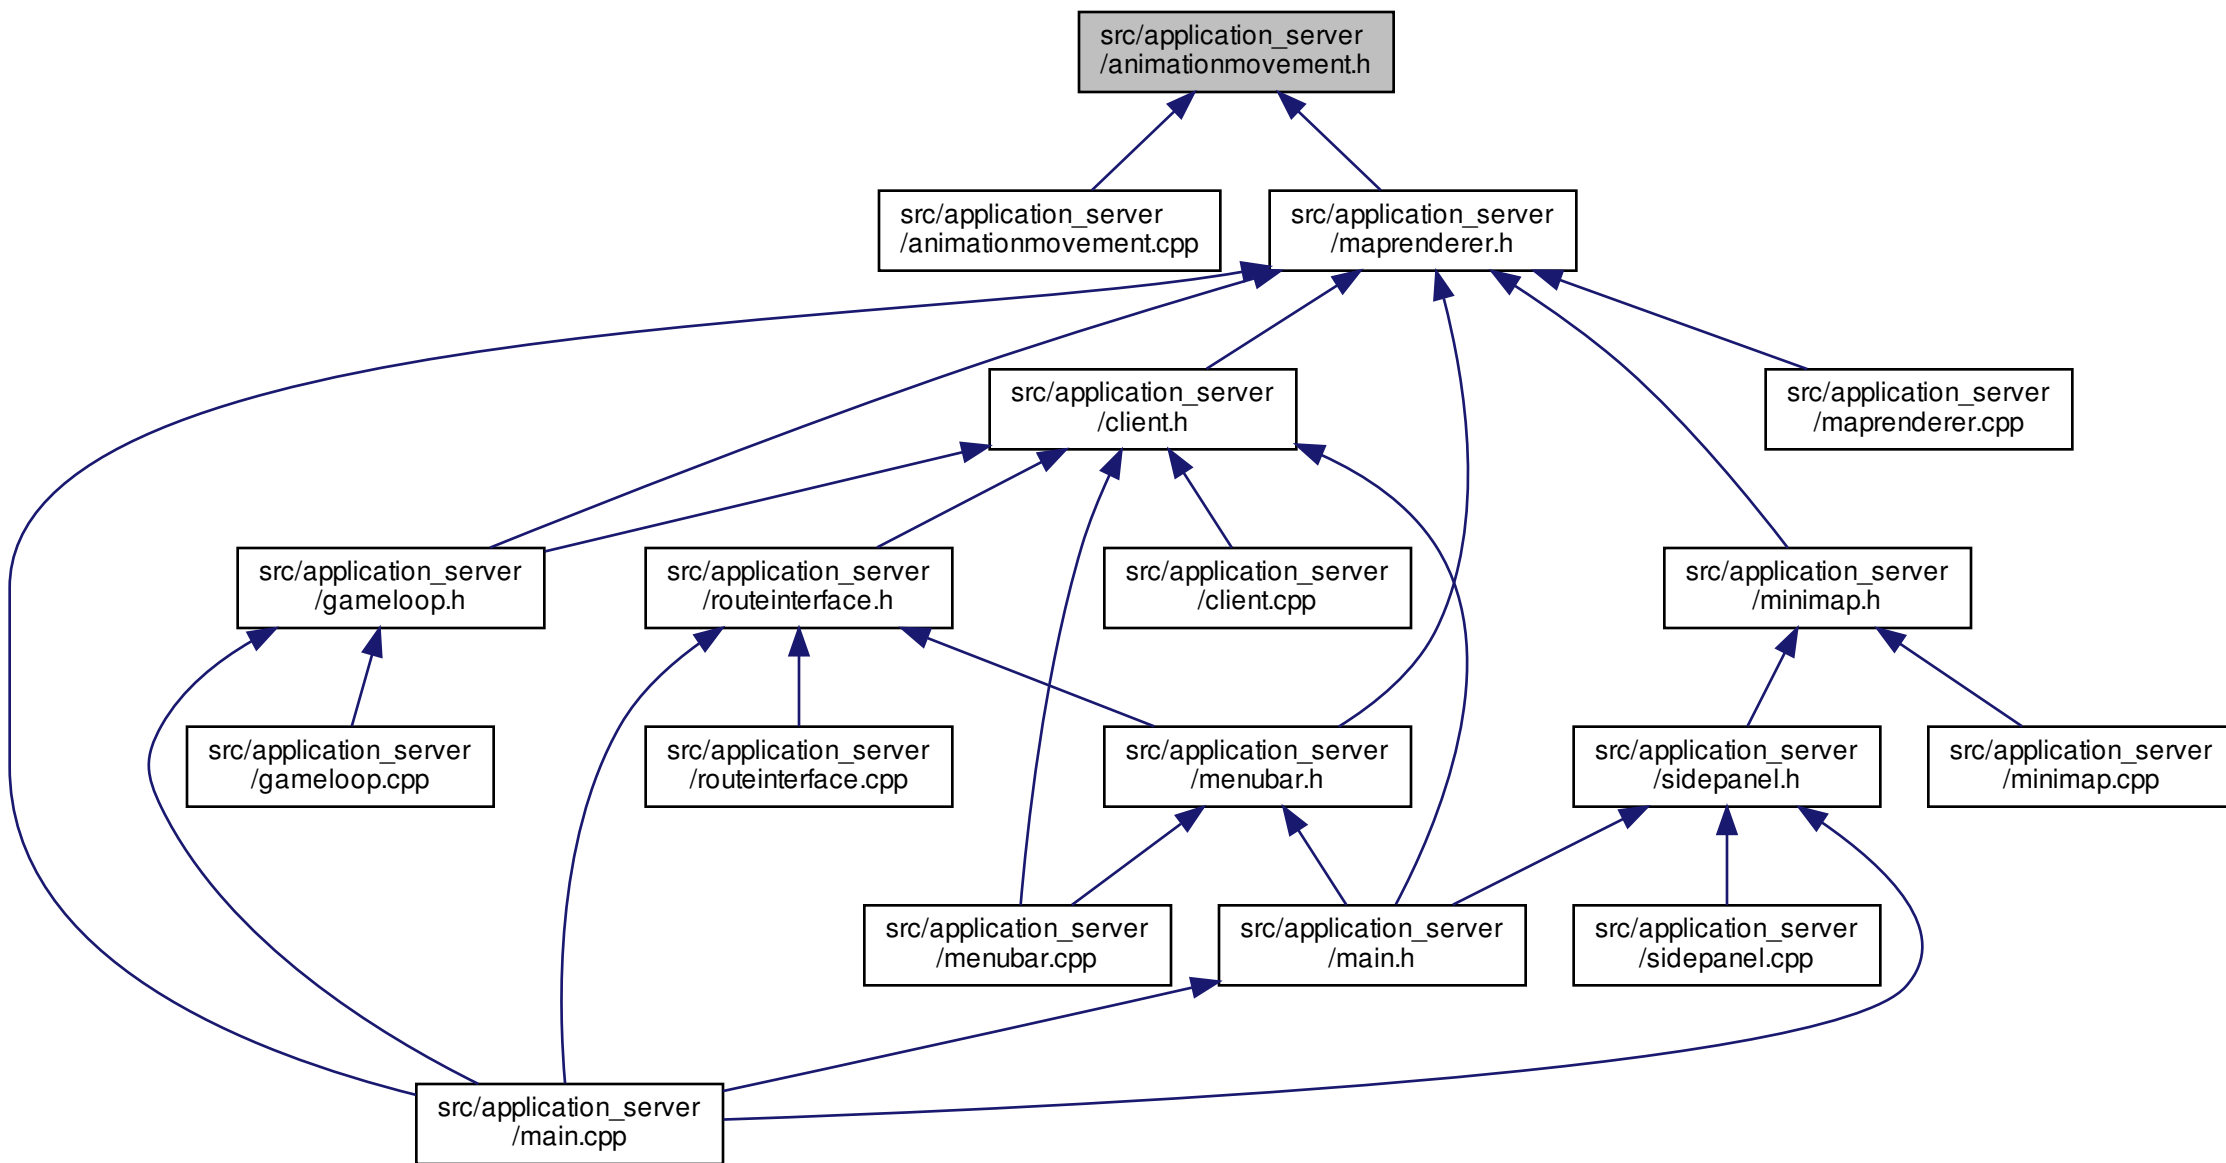 src/application_server
/animationmovement.h
src/application_server
/animationmovement.cpp
src/application_server
/maprenderer.h
src/application_server
/client.h
src/application_server
/maprenderer.cpp
src/application_server
/gameloop.h
src/application_server
/routeinterface.h
src/application_server
/client.cpp
src/application_server
/minimap.h
src/application_server
/gameloop.cpp
src/application_server
/routeinterface.cpp
src/application_server
/menubar.h
src/application_server
/sidepanel.h
src/application_server
/minimap.cpp
src/application_server
/menubar.cpp
src/application_server
/main.h
src/application_server
/sidepanel.cpp
src/application_server
/main.cpp